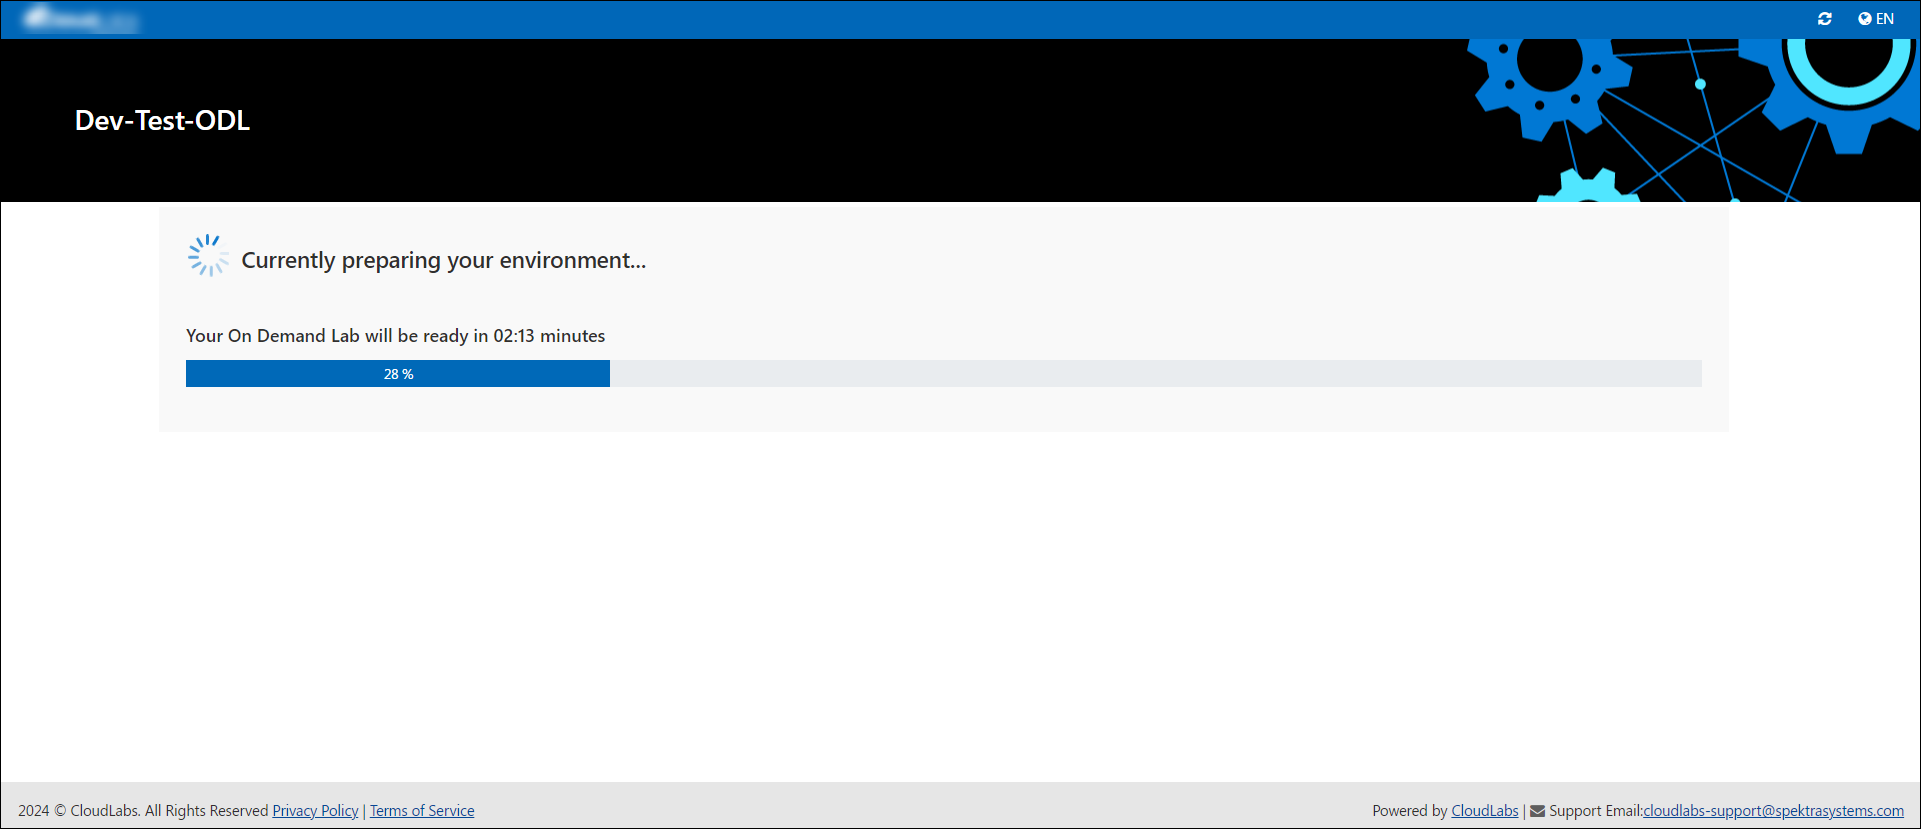 EN
Dev-Test-ODL
Currently preparing your environment...
Your On Demand Lab will be ready in 02:13 minutes
28 %
2024 © CloudLabs. All Rights Reserved Privacy Policy | Terms of Service
Powered by CloudLabs | Support Email:cloudlabs-support@spektrasystems.com